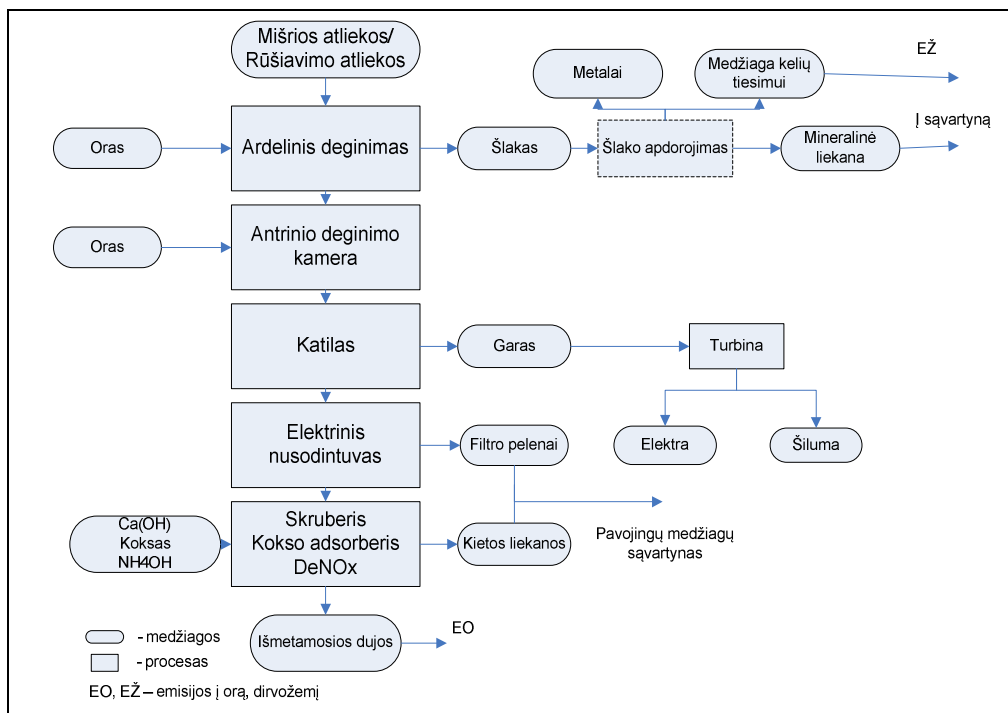 Mišrios atliekos/
Rūšiavimo atliekos
Metalai
Medžiaga kelių
tiesimui
EŽ
Oras
Ardelinis deginimas
Šlakas
Šlako apdorojimas
Mineralinė
liekana
Į sąvartyną
Oras
Antrinio deginimo
kamera
Katilas
Garas
Turbina
Elektra
Šiluma
Elektrinis
nusodintuvas
Filtro pelenai
Ca(OH)
Koksas
NH4OH
Skruberis
Kokso adsorberis
DeNOx
Kietos liekanos
Pavojingų medžiagų
sąvartynas
Išmetamosios dujos
EO
- medžiagos
- procesas
EO, EŽ – emisijos į orą, dirvožemį